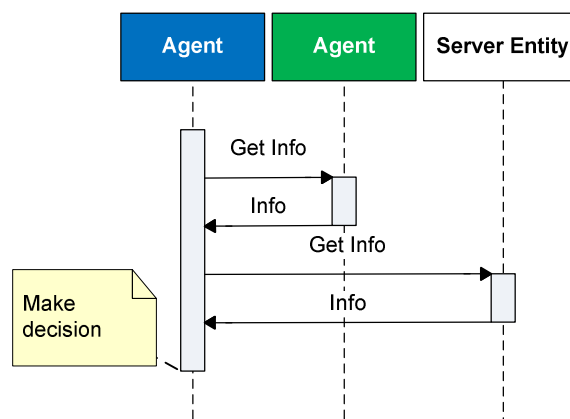 Agent
Agent
Server Entity
Get Info
Info
Get Info
Info
Make
decision